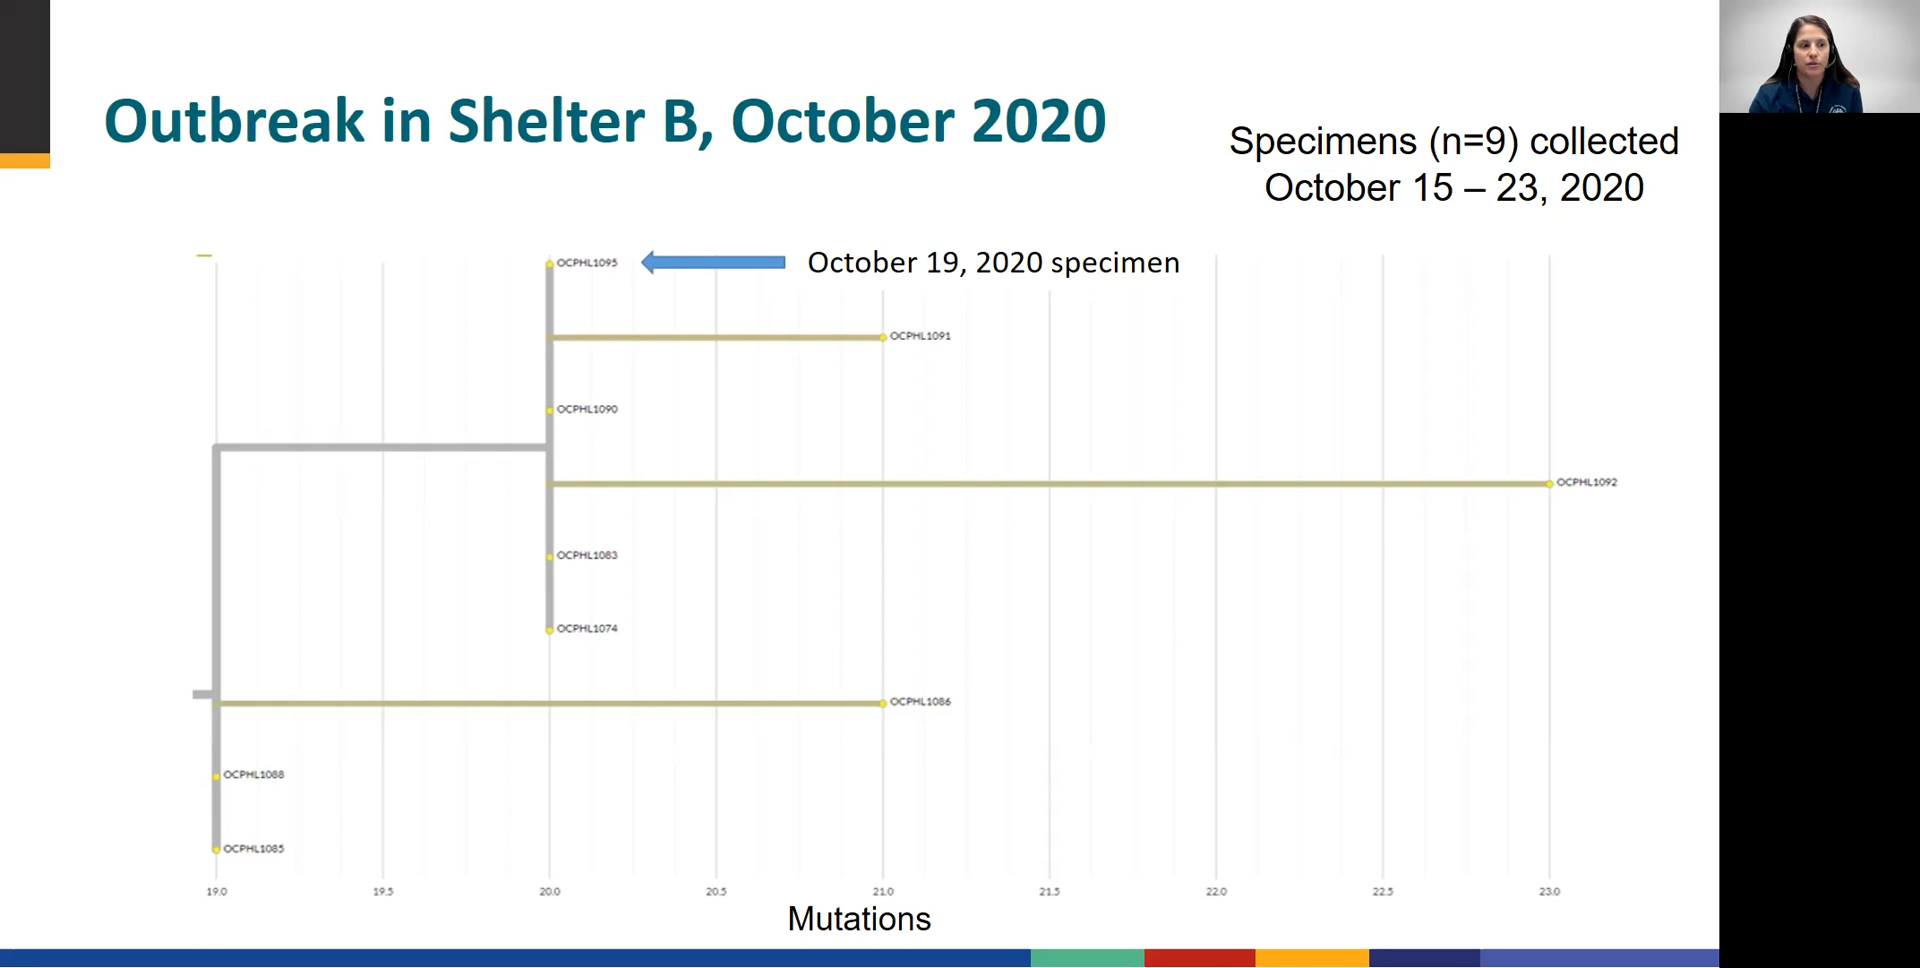 Outbreak in Shelter B, October 2020
Specimens (n=9) collected
October 15 – 23, 2020
OCPHL1095
October 19, 2020 specimen
OCPHL1091
OCPHL1090
OCPHL1092
OCPHL1083
OCPHL1074
OCPHL1086
OCPHL1088
OCPHL1085
19.0 19.5 20.0 20.5 21.0 21.5 22.0 22.5 23.0
Mutations